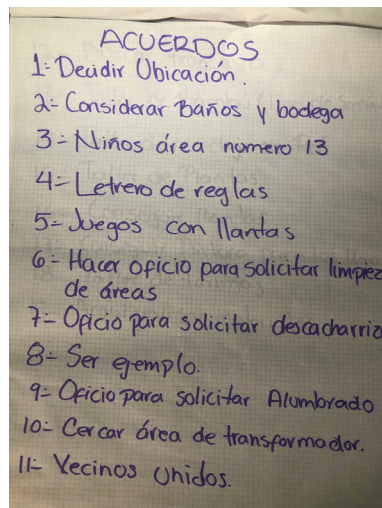 ACUERDOS
1- Decidir Ubicación.
2- Considerar Baños y bodega
3- Niños área numero 13
4- Letrero de reglas
5- Juegos con llantas
6- Hacer oficio para solicitar limpiez
de áreas
7- Oficio para solicitar descacharriz
8- Ser ejemplo.
9- Oficio para solicitar Alumbrado
10- Cercar área de transformador.
11- Vecinos Unidos.